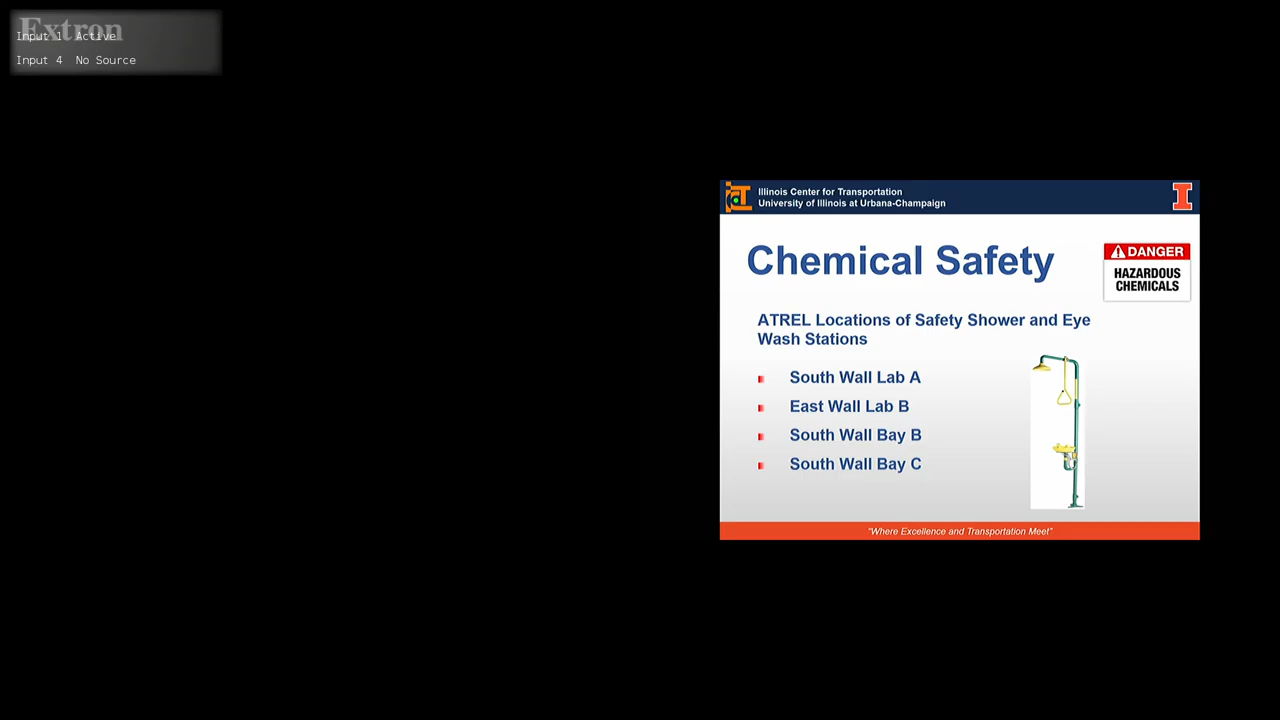 Extron
Input 1  Active
Input 4  No Source
Illinois Center for Transportation
University of Illinois at Urbana-Champaign
I
Chemical Safety
DANGER
HAZARDOUS
CHEMICALS
ATREL Locations of Safety Shower and Eye
Wash Stations
South Wall Lab A
East Wall Lab B
South Wall Bay B
South Wall Bay C
"Where Excellence and Transportation Meet"